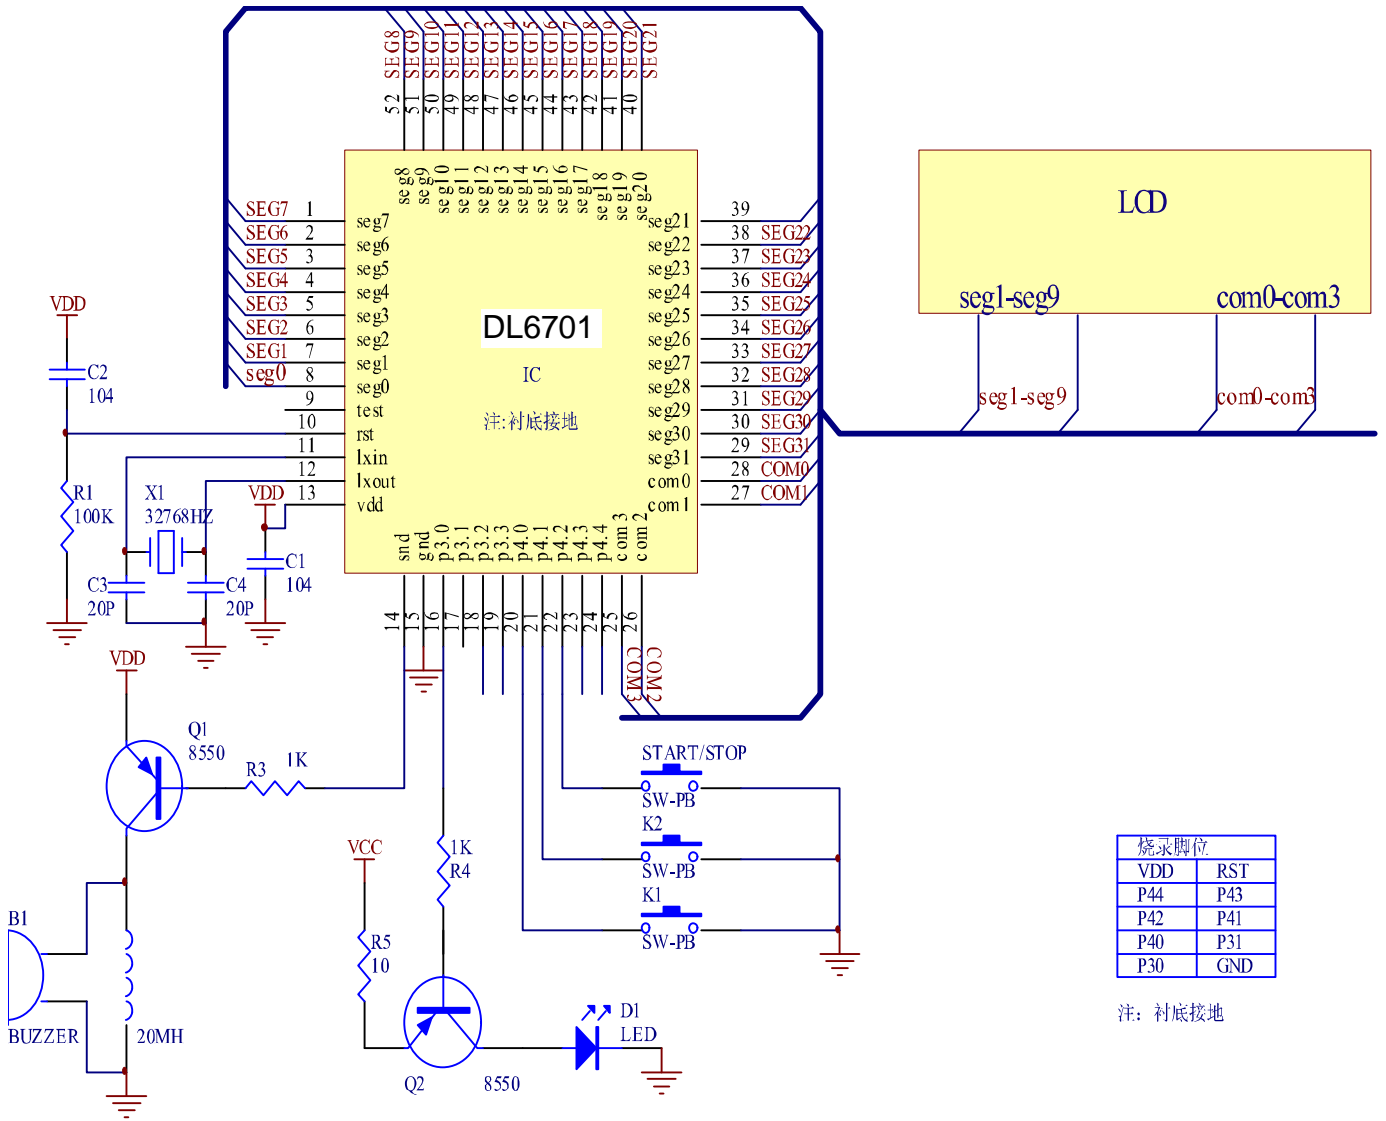 SEG8 SEG9 SEG10 SEG11 SEG12 SEG13 SEG14 SEG15 SEG16 SEG17 SEG18 SEG19 SEG20 SEG21
52 51 50 49 48 47 46 45 44 43 42 41 40
seg8 seg9 seg10 seg11 seg12 seg13 seg14 seg15 seg16 seg17 seg18 seg19 seg20
SEG7 1 seg7
SEG6 2 seg6
SEG5 3 seg5
SEG4 4 seg4
SEG3 5 seg3
SEG2 6 seg2
SEG1 7 seg1
seg0 8 seg0
9 test
10 rst
11 lxin
12 lxout
13 vdd
DL6701
IC
注:衬底接地
seg21 39
seg22 38 SEG22
seg23 37 SEG23
seg24 36 SEG24
seg25 35 SEG25
seg26 34 SEG26
seg27 33 SEG27
seg28 32 SEG28
seg29 31 SEG29
seg30 30 SEG30
seg31 29 SEG31
com0 28 COM0
com1 27 COM1
snd gnd p3.0 p3.1 p3.2 p3.3 p4.0 p4.1 p4.2 p4.3 p4.4 com3 com2
14 15 16 17 18 19 20 21 22 23 24 25 26
COM3 COM2
LCD
seg1-seg9 com0-com3
seg1-seg9 com0-com3
VDD
C2
104
R1
100K
X1
32768HZ
VDD
C3
20P
C4
20P
C1
104
VDD
Q1
8550
R3 1K
B1
BUZZER
20MH
VCC
R5
10
1K
R4
Q2 8550
D1
LED
START/STOP
SW-PB
K2
SW-PB
K1
SW-PB
烧录脚位
VDD RST
P44 P43
P42 P41
P40 P31
P30 GND
注：衬底接地